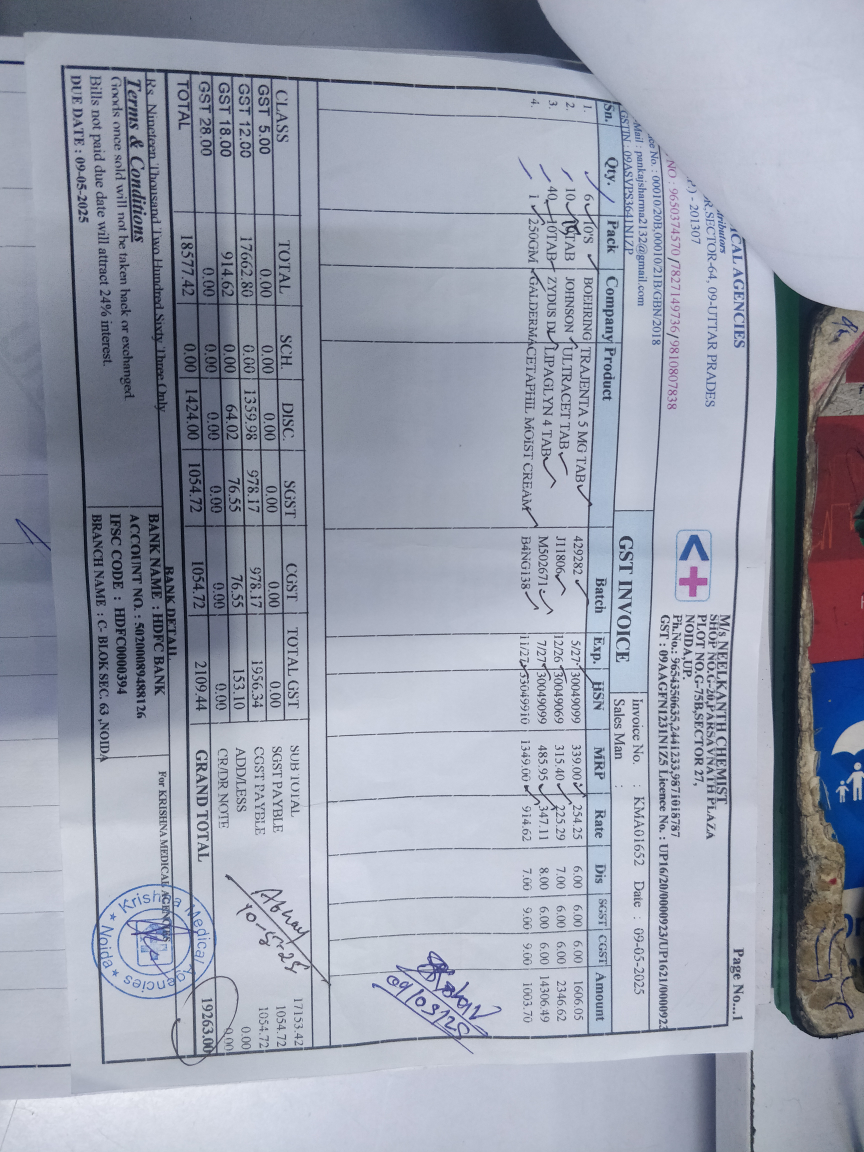 Page No...1
ICAL AGENCIES
tributors
R,SECTOR-64, 09-UTTAR PRADES
P.) - 201307
NO : 9650374570 /7827149736/9810807838
ce No. : 00010/20B,00010/21B/GBN/2018
Mail : pankajsharma2132@gmail.com
GSTIN : 09ASVPS3641N1ZP
M/s NEELKANTH CHEMIST
SHOP NO.G-20,PARSAVNATH PLAZA
PLOT NO.G-75B,SECTOR 27,
NOIDA,UP
Ph.No.: 9654350635,2441233,9871018787
GST : 09AAGFN1231N1Z5 Licence No. : UP16/20/0000923/UP1621/0000923
GST INVOICE
Invoice No. : KMA01652 Date : 09-05-2025
Sales Man :
Sn. Qty. Pack Company Product Batch Exp. HSN MRP Rate Dis SGST CGST Amount
1. 6 10'S BOEHRING TRAJENTA 5 MG TAB 429282 5/27 30049099 339.00 254.25 6.00 6.00 6.00 1606.05
2. 10 TAB JOHNSON ULTRACET TAB J11806 12/26 30049069 315.40 225.29 7.00 6.00 6.00 2346.62
3. 40 10TAB ZYDUS DI LIPAGLYN 4 TAB M502671 7/27 30049099 485.95 347.11 8.00 6.00 6.00 14306.49
4. 1 250GM GALDERMA CETAPHIL MOIST CREAM B4NG138 11/27 33049910 1349.00 914.62 7.00 9.00 9.00 1003.70
09/05/25
CLASS TOTAL SCH. DISC. SGST CGST TOTAL GST
GST 5.00 0.00 0.00 0.00 0.00 0.00 0.00
GST 12.00 17662.80 0.00 1359.98 978.17 978.17 1956.34
GST 18.00 914.62 0.00 64.02 76.55 76.55 153.10
GST 28.00 0.00 0.00 0.00 0.00 0.00 0.00
TOTAL 18577.42 0.00 1424.00 1054.72 1054.72 2109.44
SUB TOTAL 17153.42
SGST PAYBLE 1054.72
CGST PAYBLE 1054.72
ADD/LESS 0.00
CR/DR NOTE 0.00
GRAND TOTAL 19263.00
Abhay
10-5-25
Rs. Nineteen Thousand Two Hundred Sixty Three Only
Terms & Conditions
Goods once sold will not be taken back or exchanged.
Bills not paid due date will attract 24% interest.
DUE DATE : 09-05-2025
BANK DETAIL
BANK NAME : HDFC BANK
ACCOUNT NO. : 50200089488126
IFSC CODE : HDFC0000394
BRANCH NAME : C- BLOK SEC. 63 ,NOIDA
For KRISHNA MEDICAL AGENCIES
Krishna Medical Agencies
Noida